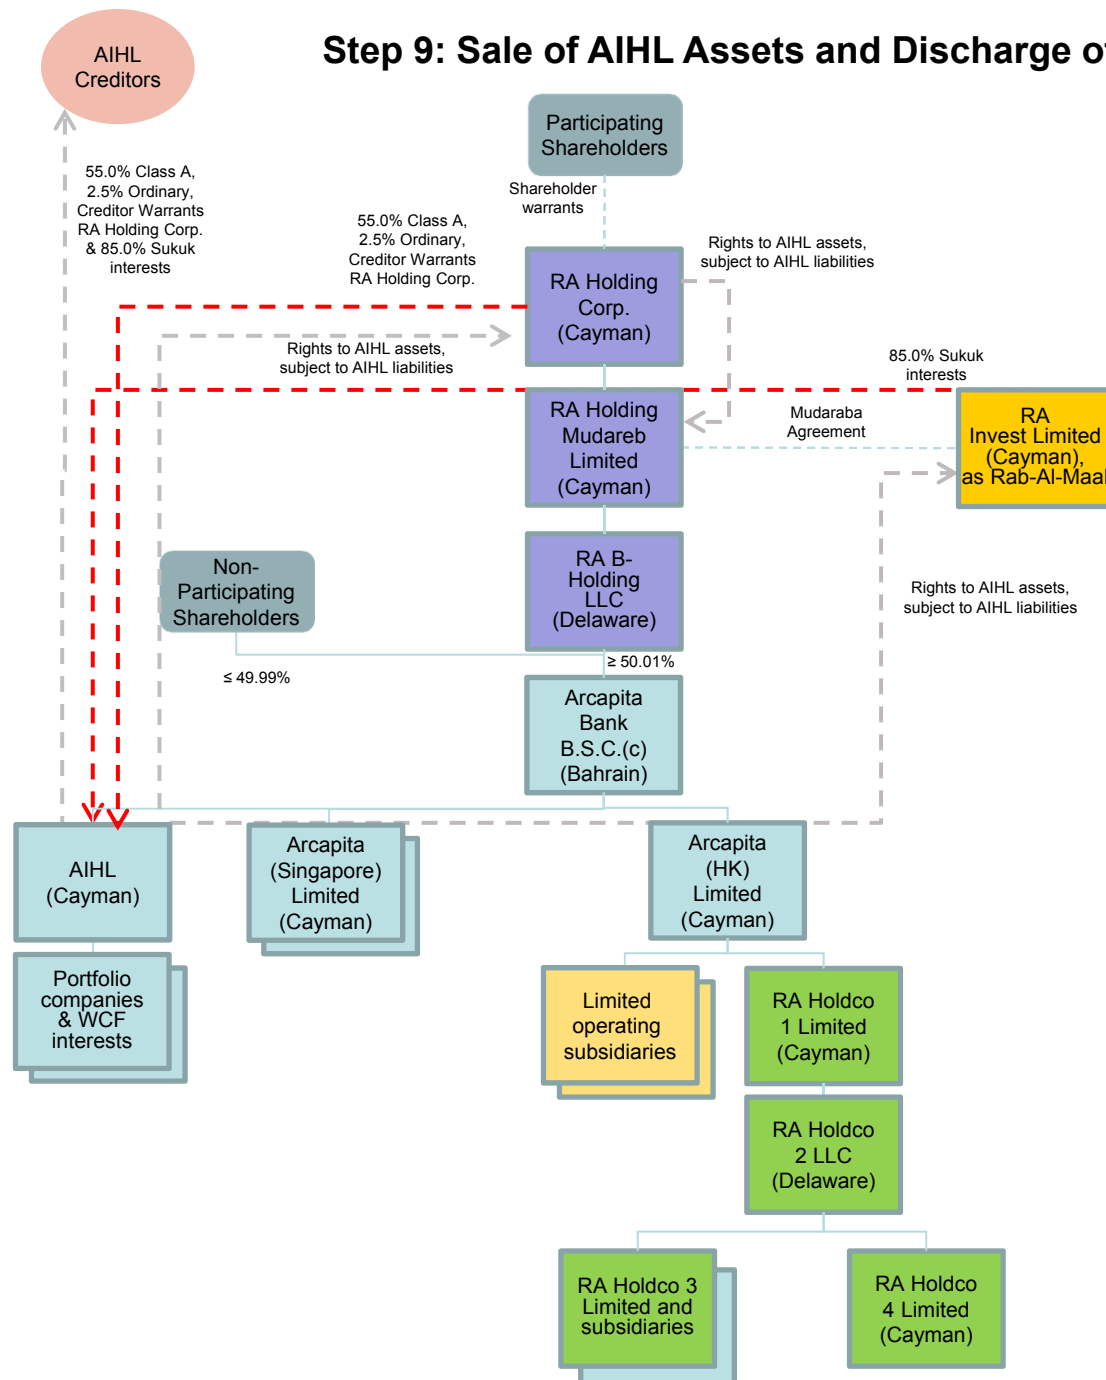 Step 9: Sale of AIHL Assets and Discharge of
AIHL
Creditors
Participating
Shareholders
55.0% Class A,
2.5% Ordinary,
Creditor Warrants
RA Holding Corp.
& 85.0% Sukuk
interests
Shareholder
warrants
55.0% Class A,
2.5% Ordinary,
Creditor Warrants
RA Holding Corp.
Rights to AIHL assets,
subject to AIHL liabilities
RA Holding
Corp.
(Cayman)
Rights to AIHL assets,
subject to AIHL liabilities
85.0% Sukuk
interests
RA Holding
Mudareb
Limited
(Cayman)
Mudaraba
Agreement
RA
Invest Limited
(Cayman),
as Rab-Al-Maal
Non-
Participating
Shareholders
RA B-
Holding
LLC
(Delaware)
Rights to AIHL assets,
subject to AIHL liabilities
≤ 49.99%
≥ 50.01%
Arcapita
Bank
B.S.C.(c)
(Bahrain)
AIHL
(Cayman)
Arcapita
(Singapore)
Limited
(Cayman)
Arcapita
(HK)
Limited
(Cayman)
Portfolio
companies
& WCF
interests
Limited
operating
subsidiaries
RA Holdco
1 Limited
(Cayman)
RA Holdco
2 LLC
(Delaware)
RA Holdco 3
Limited and
subsidiaries
RA Holdco
4 Limited
(Cayman)